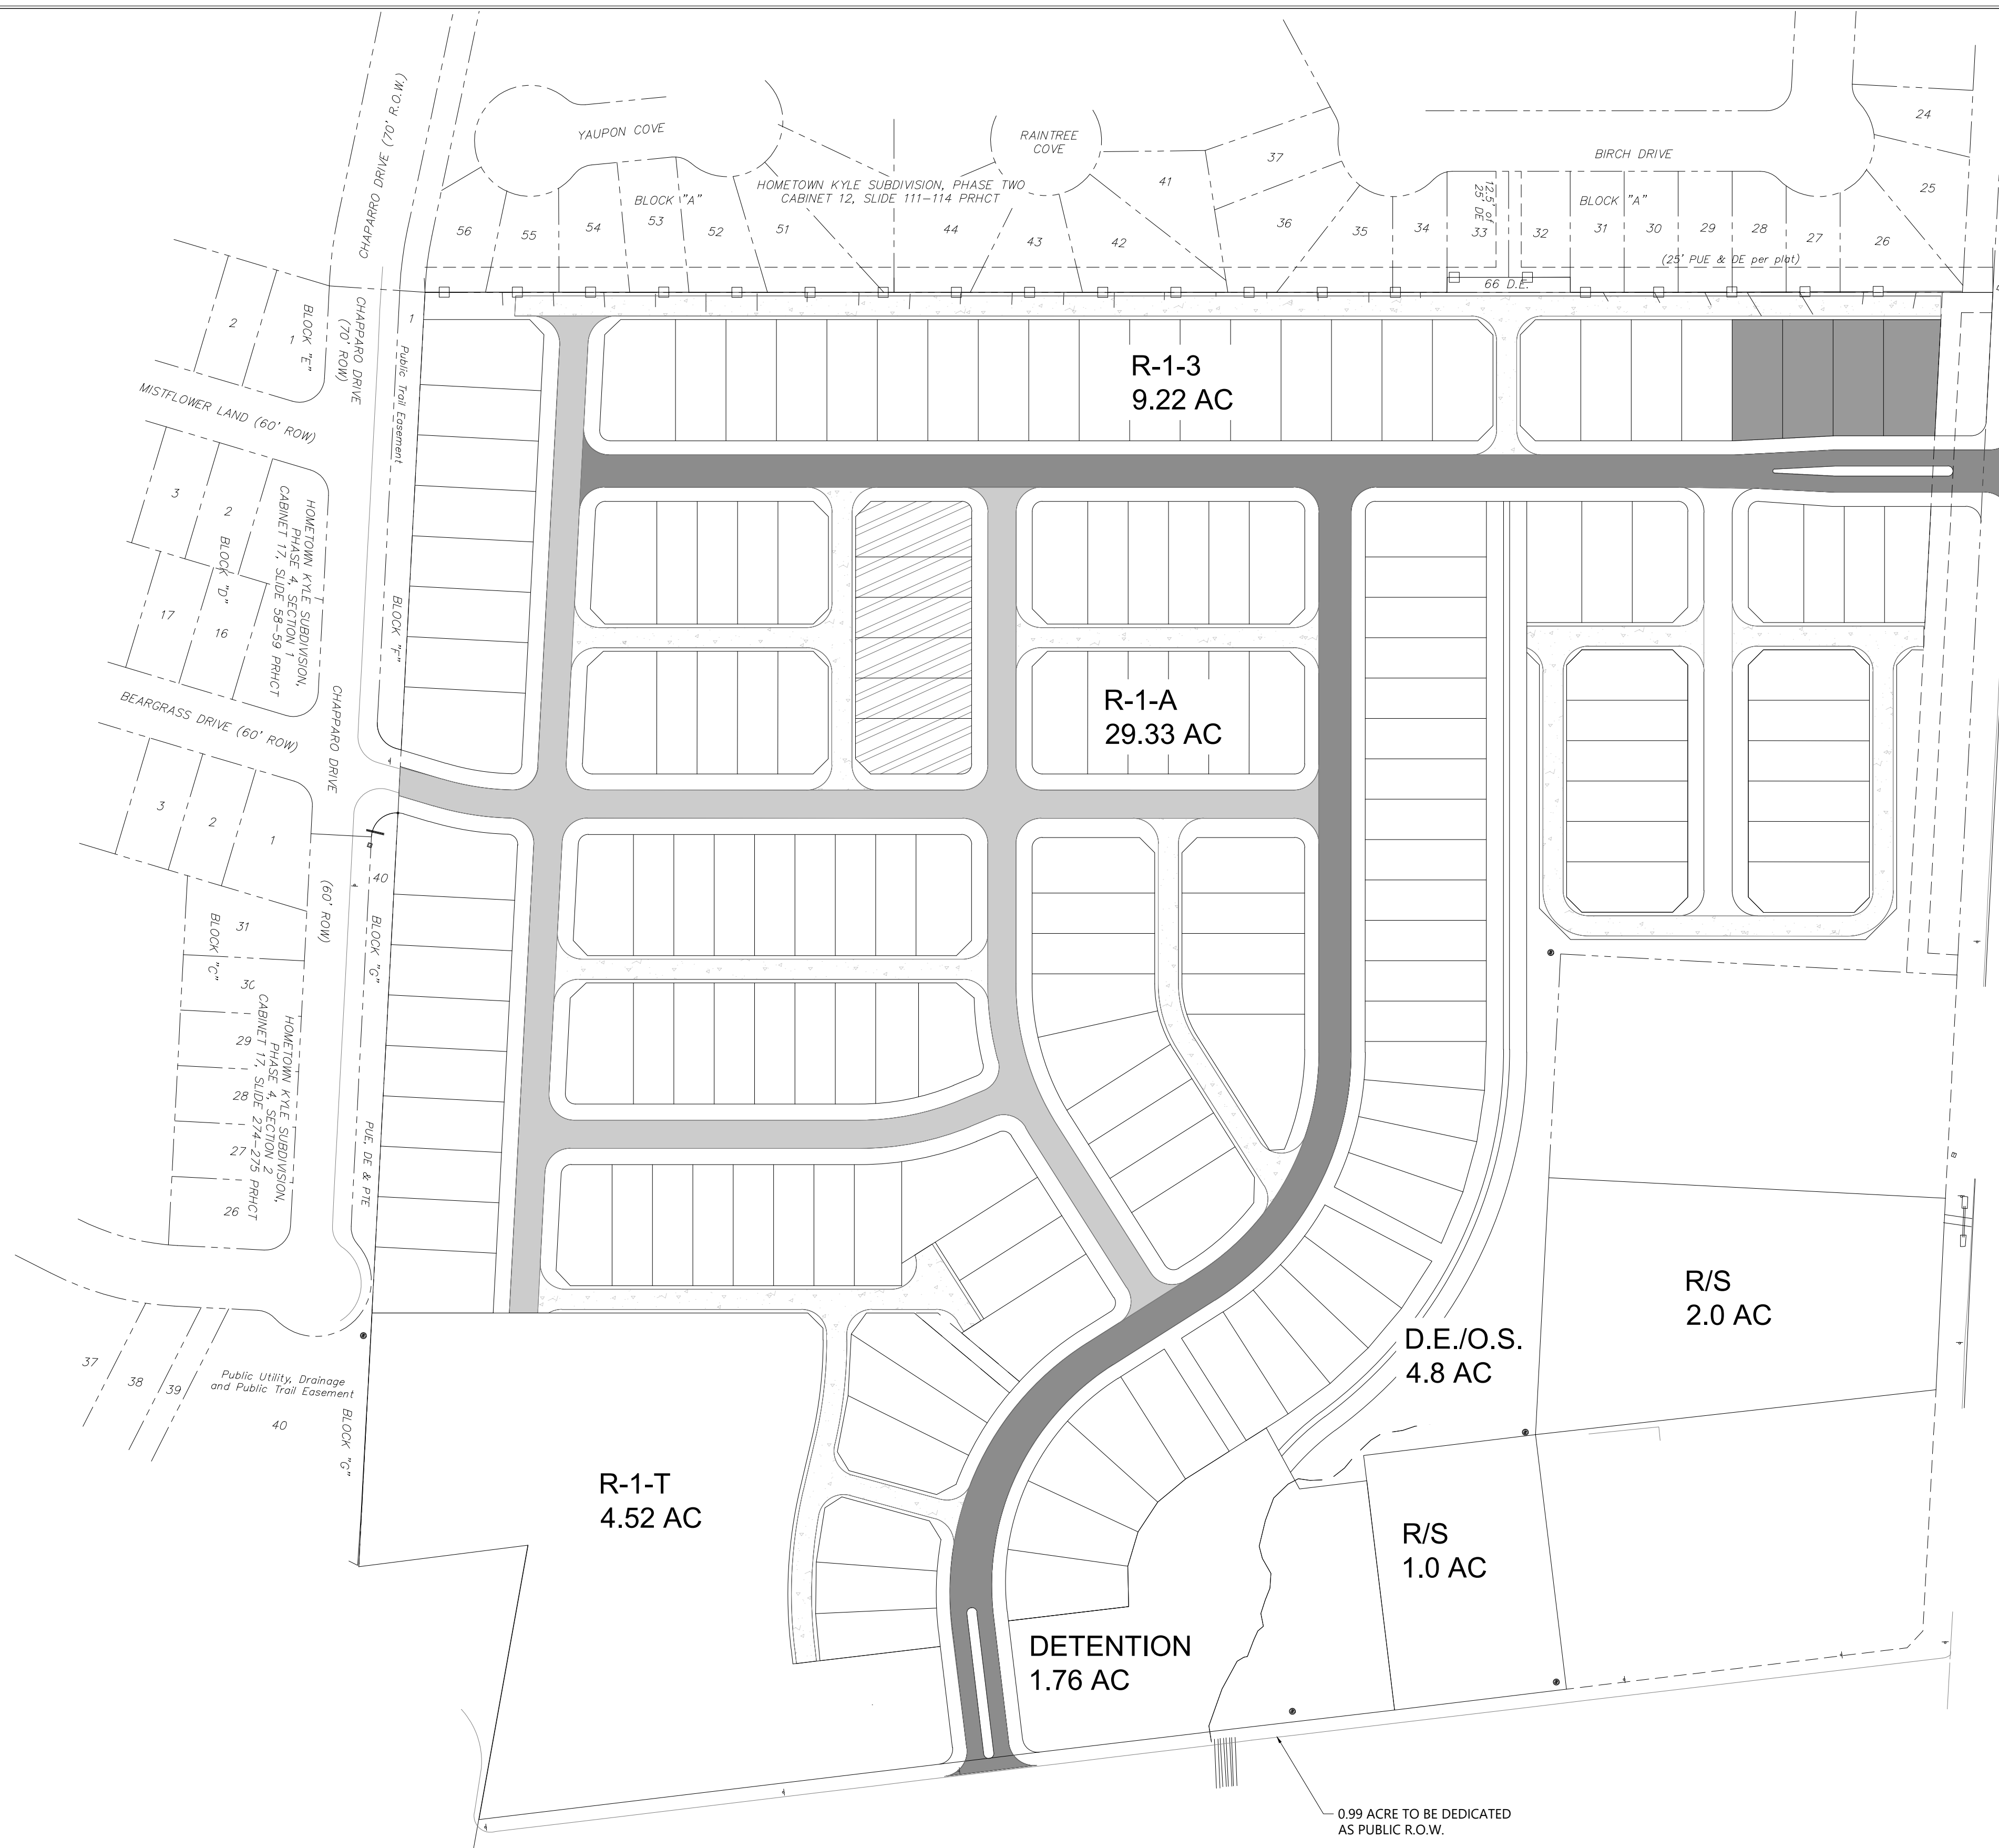 CHAPARRO DRIVE (70' R.O.W.)
YAUPON COVE
RAINTREE
COVE
BIRCH DRIVE
24
25
37
41
HOMETOWN KYLE SUBDIVISION, PHASE TWO
CABINET 12, SLIDE 111-114 PRHCT
BLOCK "A"
BLOCK "A"
12.5' of
25' DE
56
55
54
53
52
51
44
43
42
36
35
34
33
32
31
30
29
28
27
26
(25' PUE & DE per plat)
66 D.E.
2
1
BLOCK "E"
CHAPPARO DRIVE
(70' ROW)
1
Public Trail Easement
MISTFLOWER LAND (60' ROW)
R-1-3
9.22 AC
3
2
BLOCK "D"
17
16
HOMETOWN KYLE SUBDIVISION,
PHASE 4, SECTION 1
CABINET 17, SLIDE 58-59 PRHCT
BLOCK "F"
BEARGRASS DRIVE (60' ROW)
CHAPPARO DRIVE
(60' ROW)
R-1-A
29.33 AC
3
2
1
40
BLOCK "G"
BLOCK "C"
31
30
29
28
27
26
HOMETOWN KYLE SUBDIVISION,
PHASE 4, SECTION 2
CABINET 17, SLIDE 274-275 PRHCT
PUE, DE & PTE
R/S
2.0 AC
D.E./O.S.
4.8 AC
37
38
39
Public Utility, Drainage
and Public Trail Easement
40
BLOCK "G"
R-1-T
4.52 AC
R/S
1.0 AC
DETENTION
1.76 AC
0.99 ACRE TO BE DEDICATED
AS PUBLIC R.O.W.